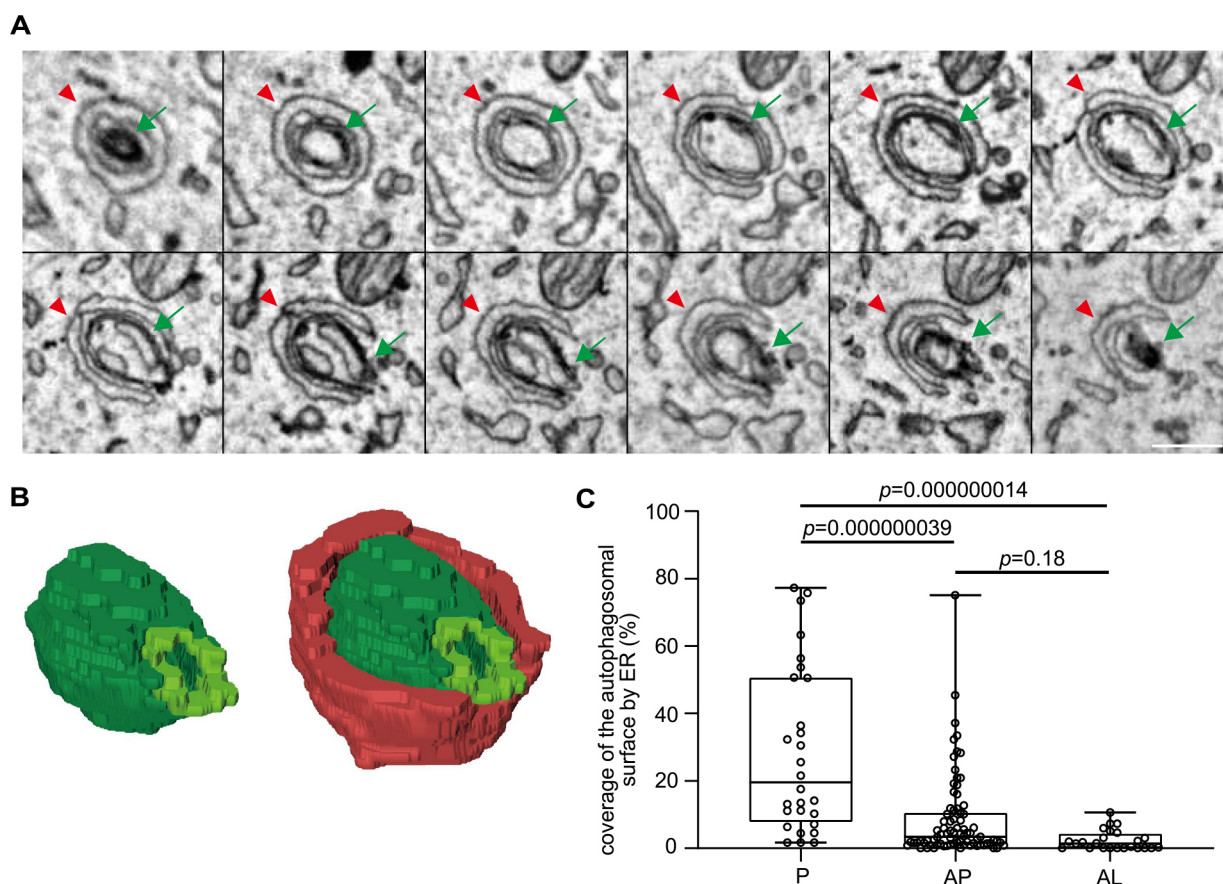 A
B
C
p=0.000000014
p=0.000000039
p=0.18
100
80
60
40
20
0
coverage of the autophagosomal
surface by ER (%)
P AP AL